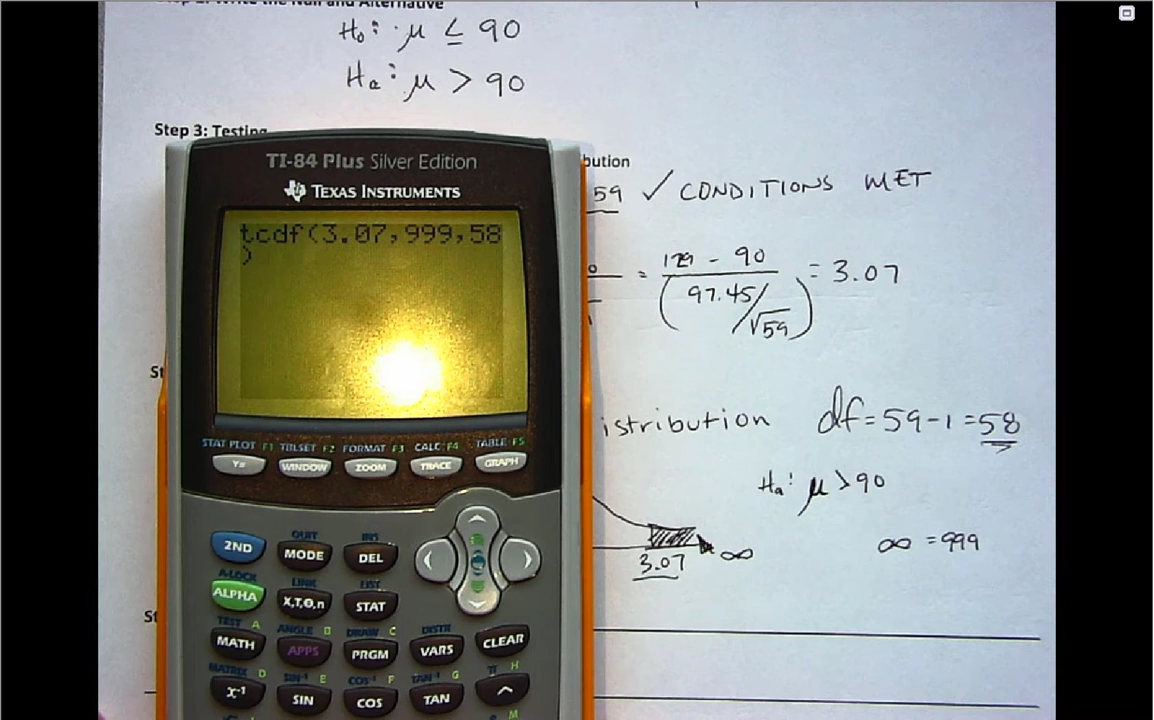 and Alternative
H₀: μ ≤ 90
Hₐ: μ > 90
Step 3: Testing
bution
59 ✓ CONDITIONS MET
= 129 - 90 / (97.45/√59) = 3.07
istribution df = 59 - 1 = 58
Hₐ: μ > 90
3.07 ∞
∞ = 999
TI-84 Plus Silver Edition
TEXAS INSTRUMENTS
tcdf(3.07,999,58
)
STAT PLOT F1 TBLSET F2 FORMAT F3 CALC F4 TABLE F5
Y= WINDOW ZOOM TRACE GRAPH
QUIT INS
2ND MODE DEL
A-LOCK LINK LIST
ALPHA X,T,Θ,n STAT
TEST A ANGLE B DRAW C DISTR
MATH APPS PRGM VARS CLEAR
MATRIX D SIN⁻¹ E COS⁻¹ F TAN⁻¹ G π H
x⁻¹ SIN COS TAN ^